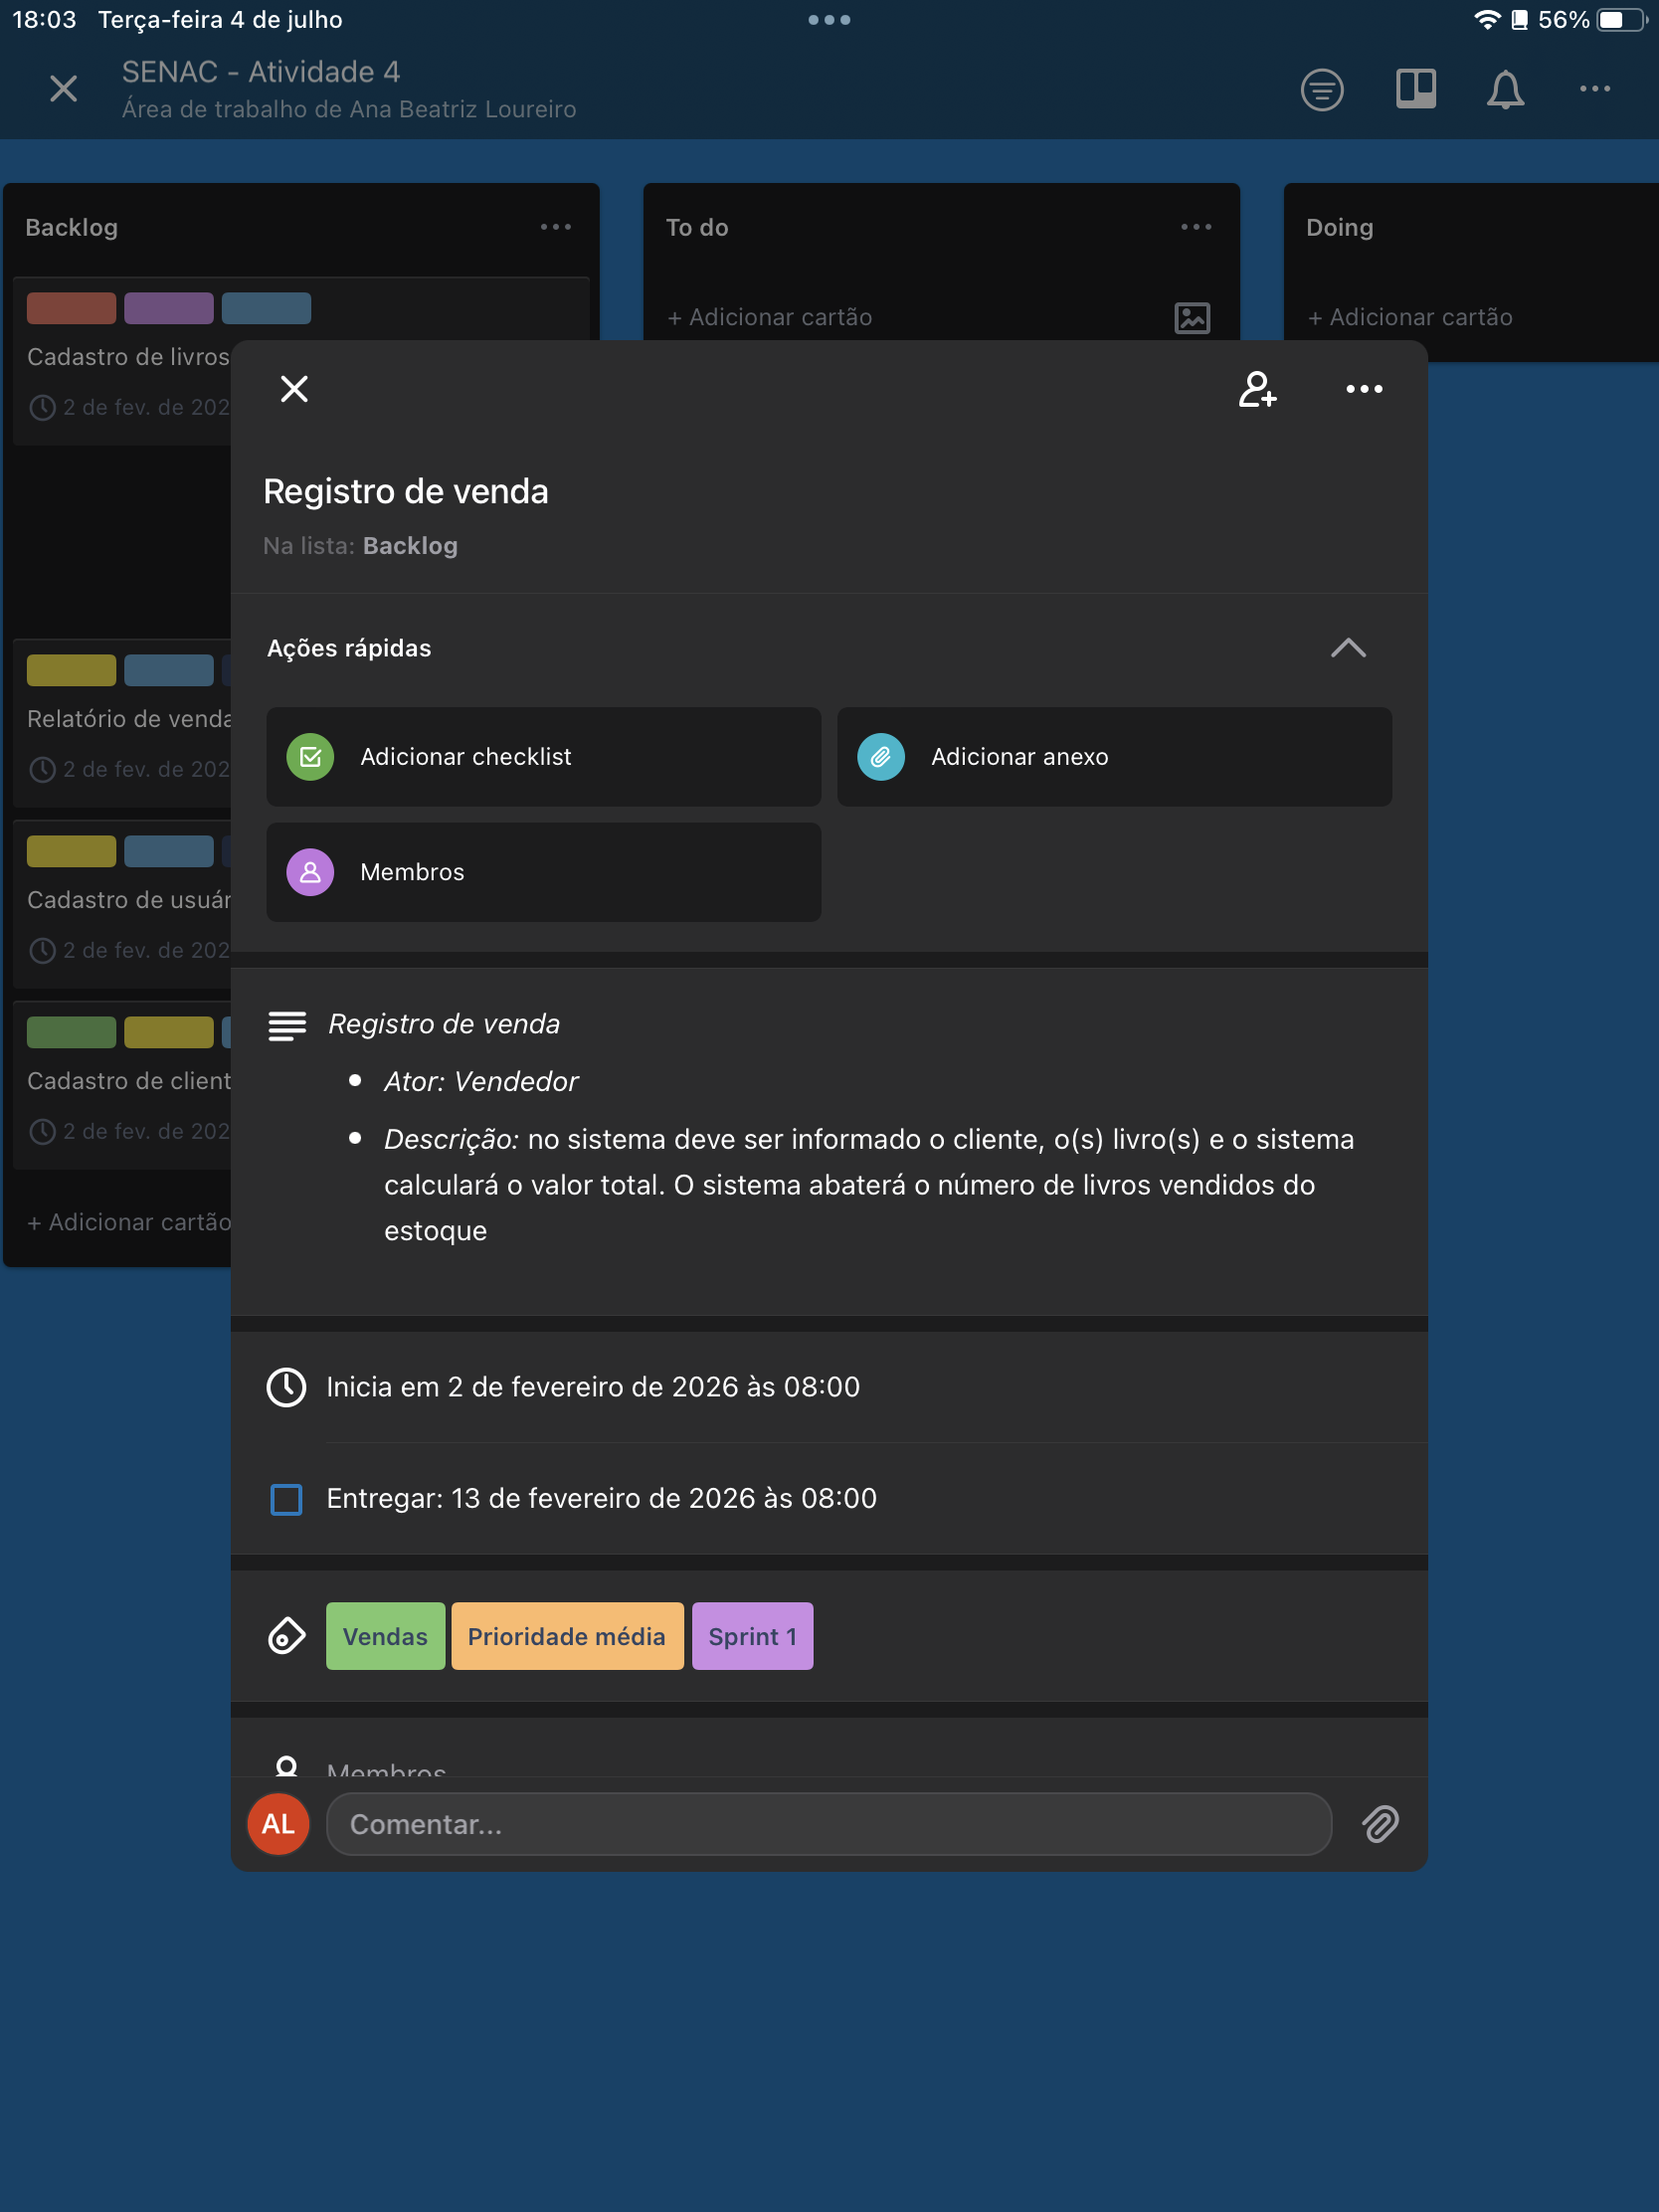 18:03 Terça-feira 4 de julho
56%
SENAC - Atividade 4
Área de trabalho de Ana Beatriz Loureiro
Backlog
Cadastro de livros
2 de fev. de 202
Relatório de venda
2 de fev. de 202
Cadastro de usuár
2 de fev. de 202
Cadastro de client
2 de fev. de 202
+ Adicionar cartão
To do
+ Adicionar cartão
Doing
+ Adicionar cartão
Registro de venda
Na lista: Backlog
Ações rápidas
Adicionar checklist
Adicionar anexo
Membros
Registro de venda
• Ator: Vendedor
• Descrição: no sistema deve ser informado o cliente, o(s) livro(s) e o sistema
calculará o valor total. O sistema abaterá o número de livros vendidos do
estoque
Inicia em 2 de fevereiro de 2026 às 08:00
Entregar: 13 de fevereiro de 2026 às 08:00
Vendas Prioridade média Sprint 1
Membros
AL Comentar...